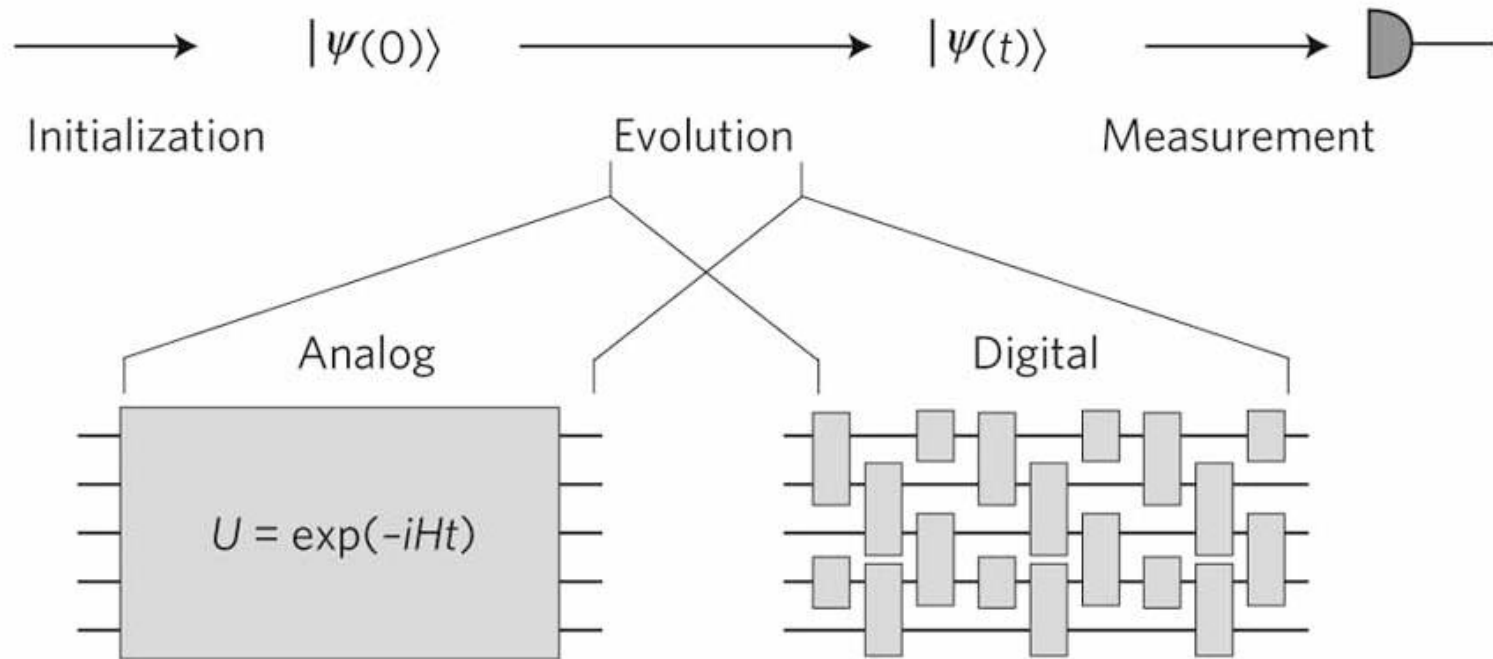 |ψ(0)⟩ |ψ(t)⟩
Initialization Evolution Measurement
Analog Digital
U = exp(–iHt)